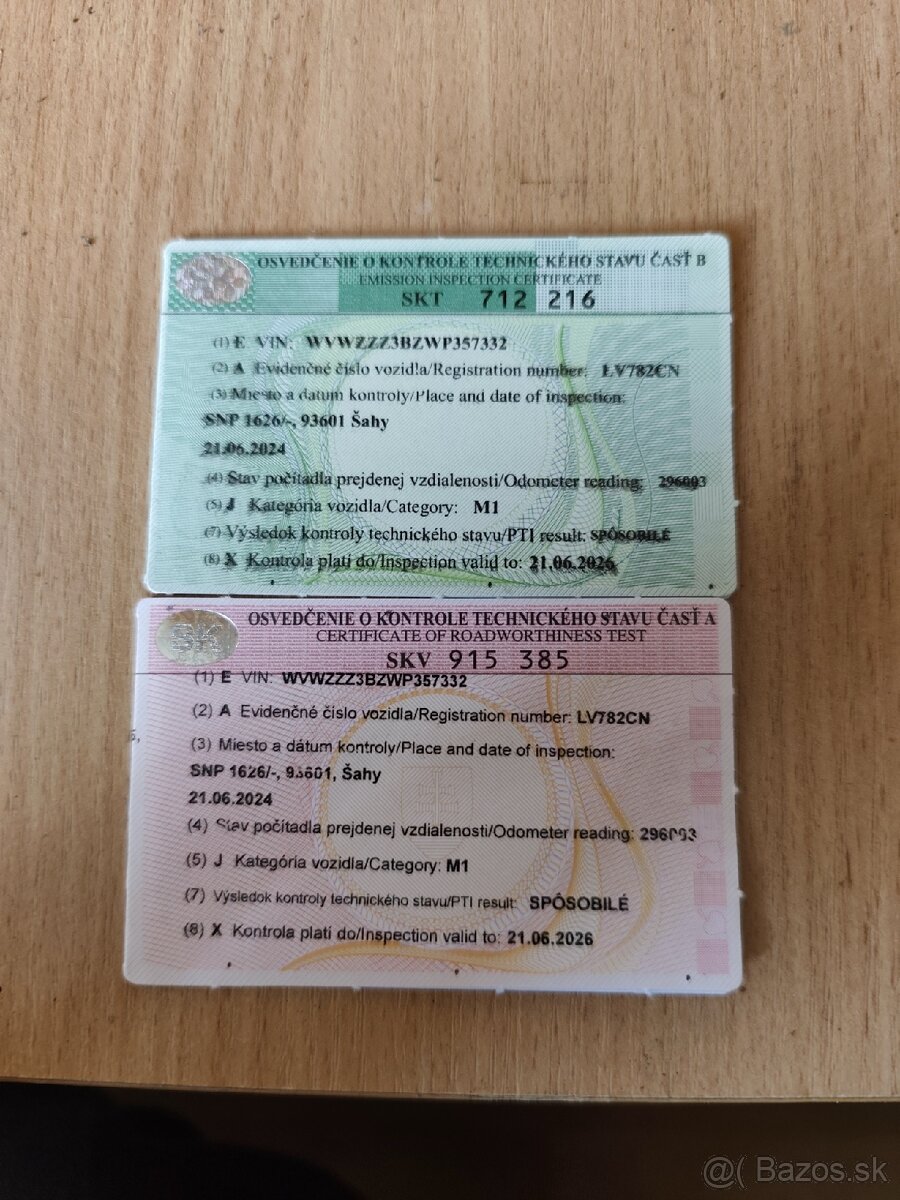 SK
OSVEDČENIE O KONTROLE TECHNICKÉHO STAVU ČASŤ B
EMISSION INSPECTION CERTIFICATE
SKT 712 216
(1) E VIN: WVWZZZ3BZWP357332
(2) A Evidenčné číslo vozidla/Registration number: LV782CN
(3) Miesto a dátum kontroly/Place and date of inspection:
SNP 1626/-, 93601 Šahy
21.06.2024
(4) Stav počítadla prejdenej vzdialenosti/Odometer reading: 296003
(5) J Kategória vozidla/Category: M1
(7) Výsledok kontroly technického stavu/PTI result: SPÔSOBILÉ
(8) X Kontrola platí do/Inspection valid to: 21.06.2026
SK
OSVEDČENIE O KONTROLE TECHNICKÉHO STAVU ČASŤ A
CERTIFICATE OF ROADWORTHINESS TEST
SKV 915 385
(1) E VIN: WVWZZZ3BZWP357332
(2) A Evidenčné číslo vozidla/Registration number: LV782CN
(3) Miesto a dátum kontroly/Place and date of inspection:
SNP 1626/-, 93601, Šahy
21.06.2024
(4) Stav počítadla prejdenej vzdialenosti/Odometer reading: 296003
(5) J Kategória vozidla/Category: M1
(7) Výsledok kontroly technického stavu/PTI result: SPÔSOBILÉ
(8) X Kontrola platí do/Inspection valid to: 21.06.2026
@( Bazos.sk